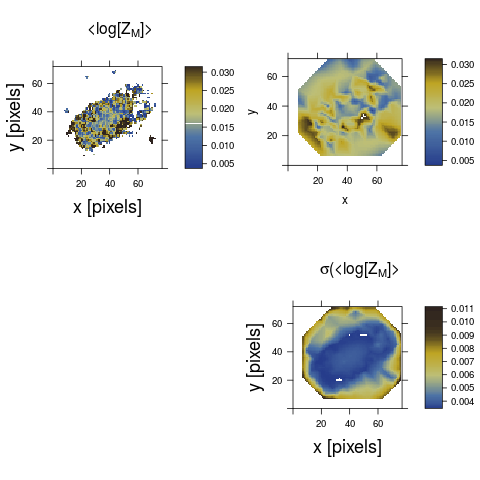 <log[Z_M]>
60
40
20
20 40 60
y [pixels]
x [pixels]
0.030
0.025
0.020
0.015
0.010
0.005
60
40
20
20 40 60
y
x
0.030
0.025
0.020
0.015
0.010
0.005
σ(<log[Z_M]>
60
40
20
20 40 60
y [pixels]
x [pixels]
0.011
0.010
0.009
0.008
0.007
0.006
0.005
0.004